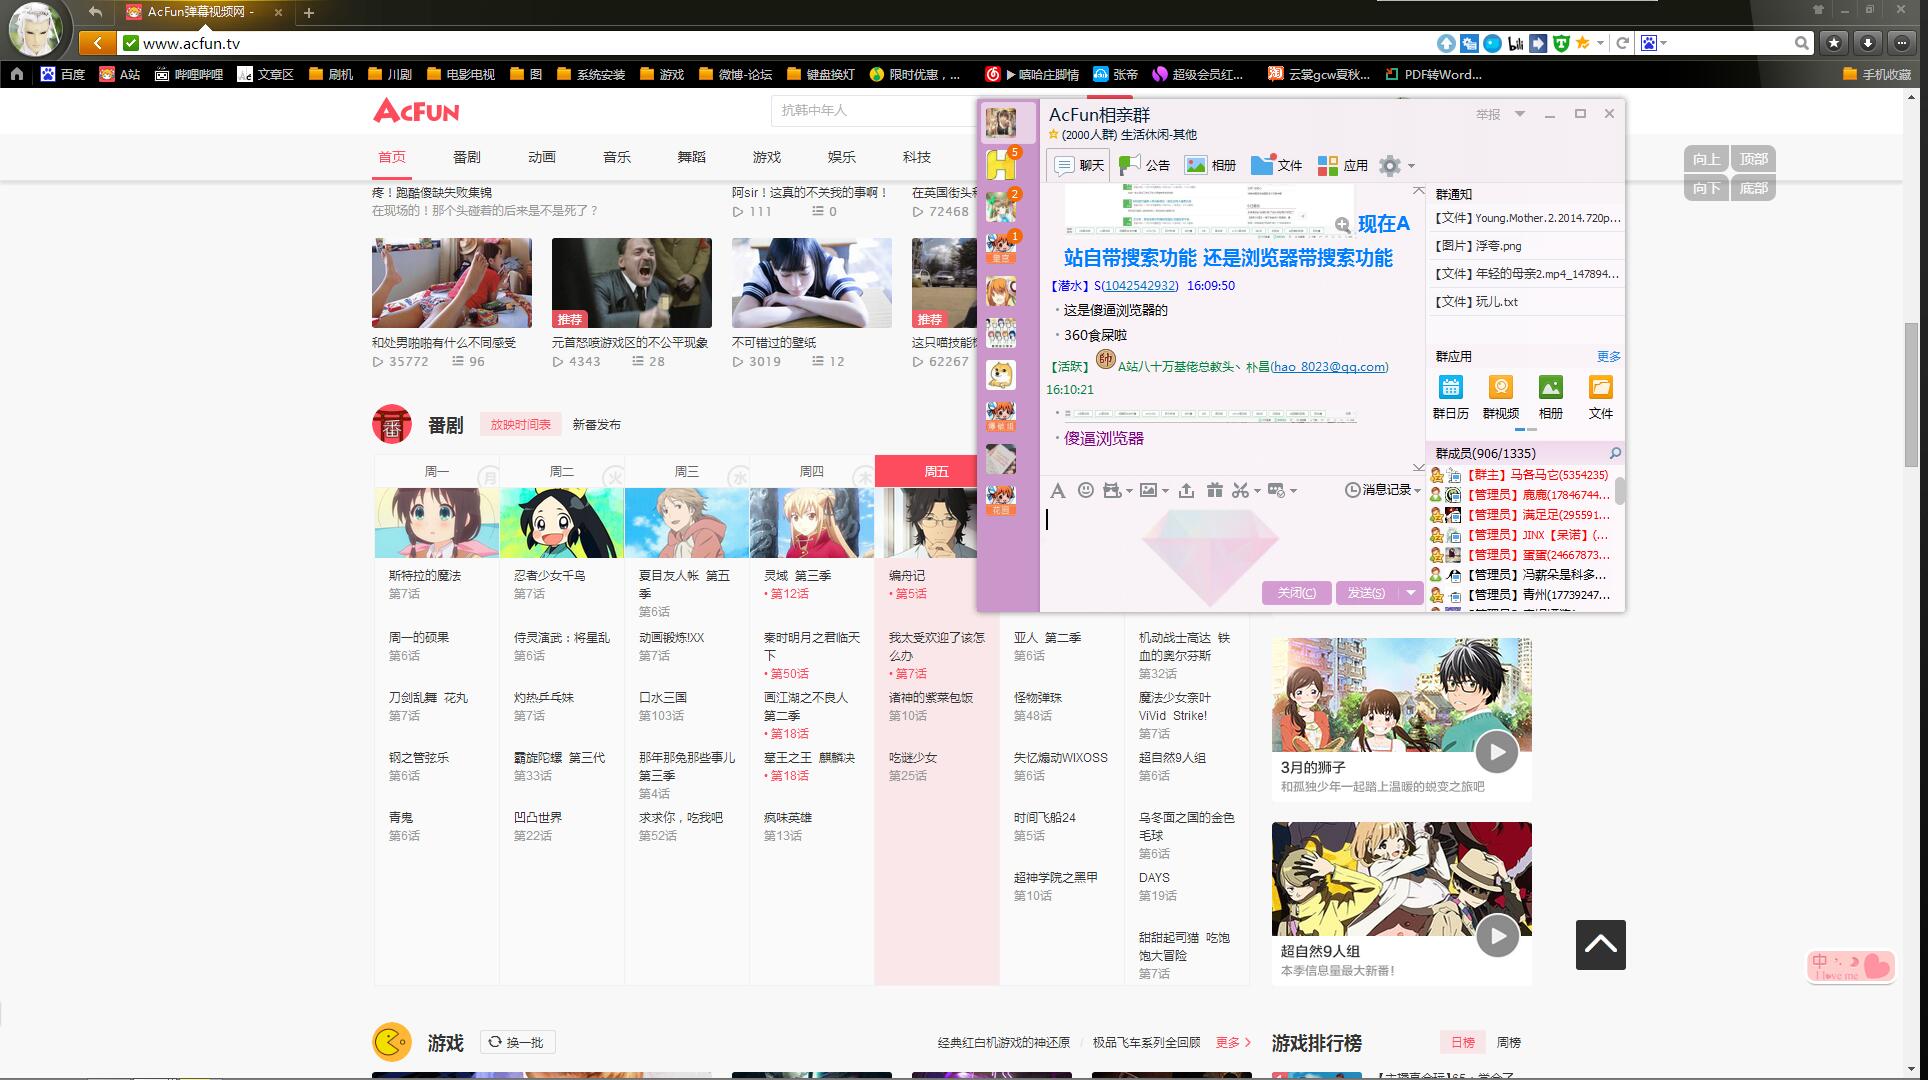 AcFun弹幕视频网 -
www.acfun.tv
百度
A站
哔哩哔哩
文章区
刷机
川剧
电影电视
图
系统安装
游戏
微博-论坛
键盘换灯
限时优惠，...
▶嘻哈庄脚情
张帝
超级会员红...
云裳gcw夏秋...
PDF转Word...
手机收藏
AcFun
抗韩中年人
首页 番剧 动画 音乐 舞蹈 游戏 娱乐 科技
向上 顶部
向下 底部
疼！跑酷傻缺失败集锦
在现场的！那个头碰着的后来是不是死了？
阿sir！这真的不关我的事啊！
111 0
在英国街头和
72468
推荐
推荐
和处男啪啪有什么不同感受
35772 96
元首怒喷游戏区的不公平现象
4343 28
不可错过的壁纸
3019 12
62267
番
番剧
放映时间表
新番发布
周一 月
周二 火
周三 水
周四 木
周五
斯特拉的魔法
第7话
周一的硕果
第6话
刀剑乱舞 花丸
第7话
钢之管弦乐
第6话
青鬼
第6话
忍者少女千鸟
第7话
侍灵演武：将星乱
第6话
灼热乒乓妹
第7话
霸旋陀螺 第三代
第33话
凹凸世界
第22话
夏目友人帐 第五
季
第6话
动画锻炼!XX
第7话
口水三国
第103话
那年那兔那些事儿
第三季
第4话
求求你，吃我吧
第52话
灵域 第三季
• 第12话
秦时明月之君临天
下
• 第50话
画江湖之不良人
第二季
• 第18话
塞王之王 麒麟决
• 第18话
疯味英雄
第13话
编舟记
• 第5话
我太受欢迎了该怎
么办
• 第7话
诸神的紫菜包饭
第10话
吃谜少女
第25话
亚人 第二季
第6话
怪物弹珠
第48话
失忆煽动WIXOSS
第6话
时间飞船24
第5话
超神学院之黑甲
第10话
机动战士高达 铁
血的奥尔芬斯
第32话
魔法少女奈叶
ViVid Strike!
第7话
超自然9人组
第6话
乌冬面之国的金色
毛球
第6话
DAYS
第19话
甜甜起司猫 吃饱
饱大冒险
第7话
AcFun相亲群
举报
(2000人群) 生活休闲-其他
5
2
1
聊天 公告 相册 文件 应用
现在A
站自带搜索功能 还是浏览器带搜索功能
【潜水】S(1042542932) 16:09:50
这是傻逼浏览器的
360食屎啦
【活跃】 帥 A站八十万基佬总教头丶朴昌(hao_8023@qq.com)
16:10:21
傻逼浏览器
消息记录
关闭(C)
发送(S)
群通知
【文件】Young.Mother.2.2014.720p...
【图片】浮夸.png
【文件】年轻的母亲2.mp4_147894...
【文件】玩儿.txt
群应用 更多
群日历 群视频 相册 文件
群成员(906/1335)
【群主】马各马它(5354235)
【管理员】鹿鹿(17846744...
【管理员】满足足(295591...
【管理员】JINX【呆诺】(...
【管理员】蛋蛋(24667873...
【管理员】冯薪朵是科多...
【管理员】青州(17739247...
3月的狮子
和孤独少年一起踏上温暖的蜕变之旅吧
超自然9人组
本季信息量最大新番！
中
I love me
游戏
换一批
经典红白机游戏的神还原 / 极品飞车系列全回顾 更多
游戏排行榜
日榜
周榜